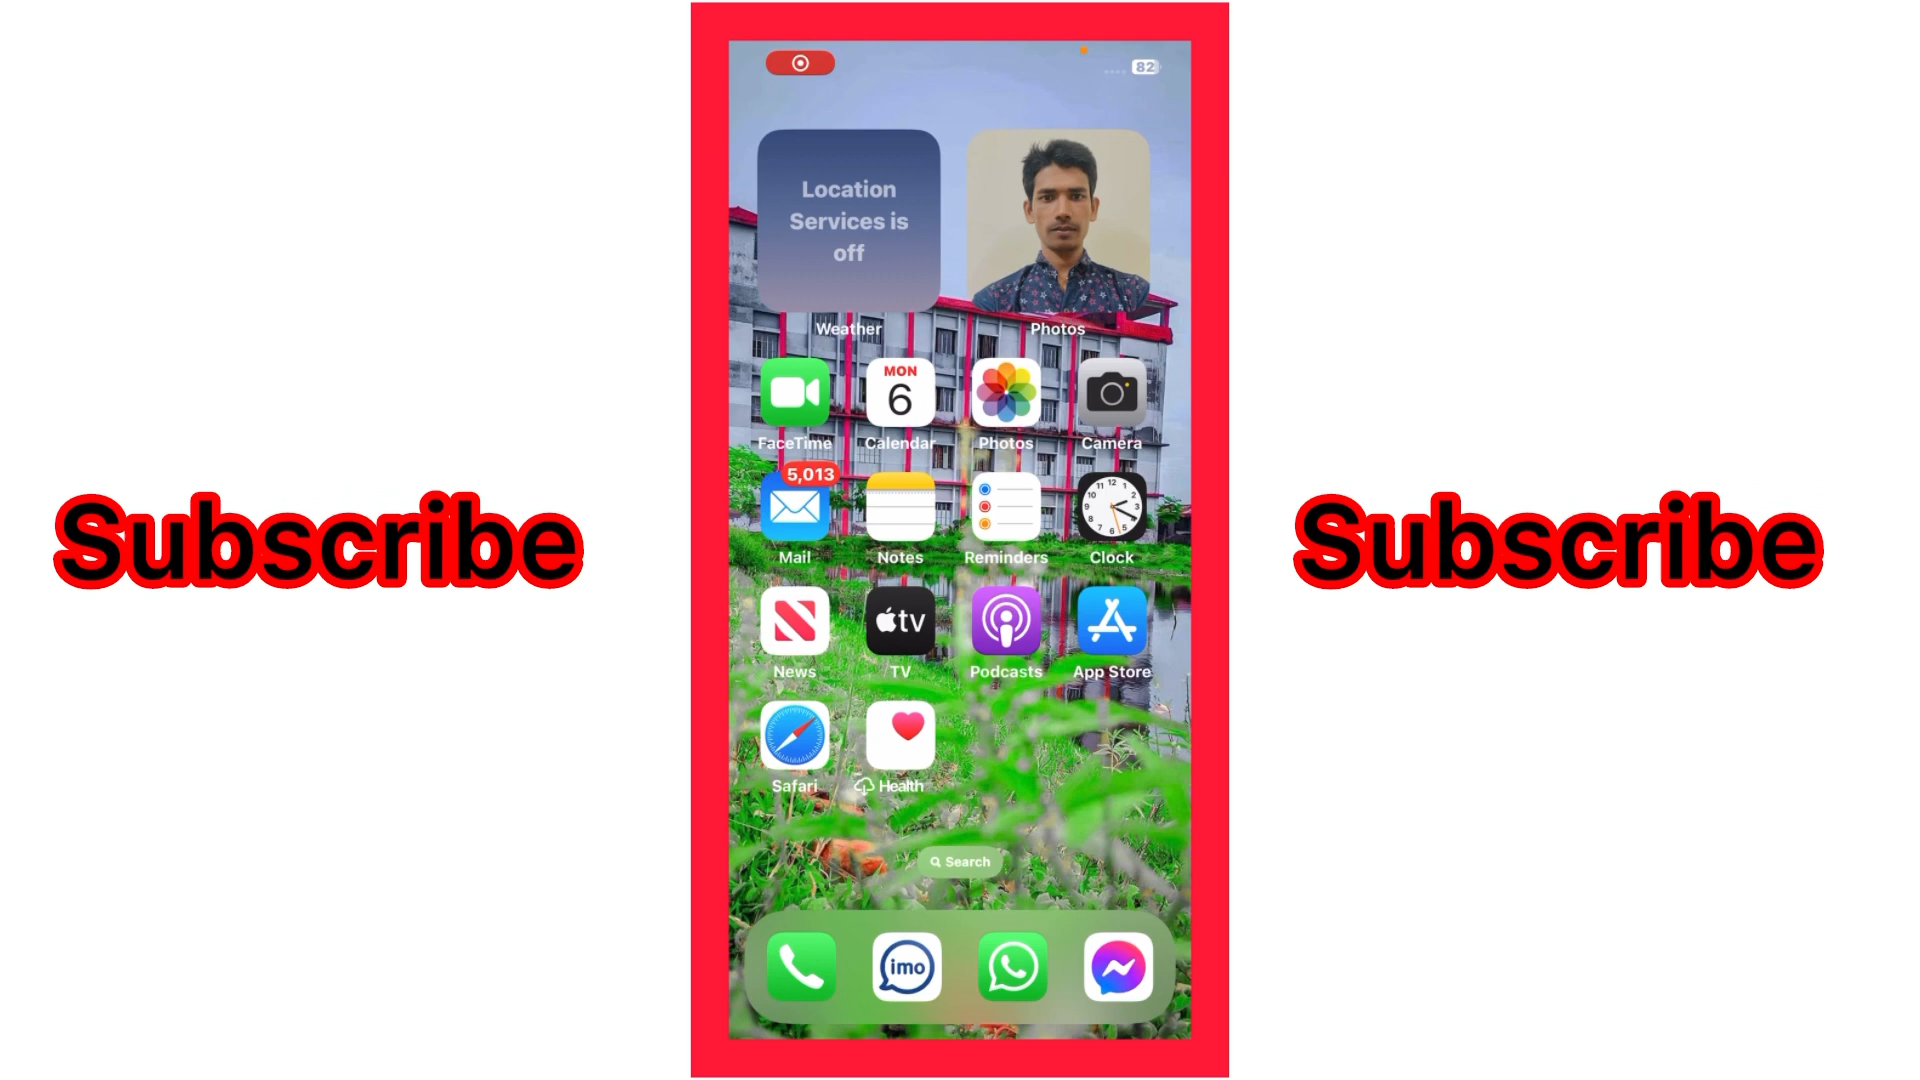 82
Location
Services is
off
Weather
Photos
MON
6
FaceTime
Calendar
Photos
Camera
5,013
Mail
Notes
Reminders
Clock
tv
News
TV
Podcasts
App Store
Safari
Health
Search
imo
Subscribe
Subscribe